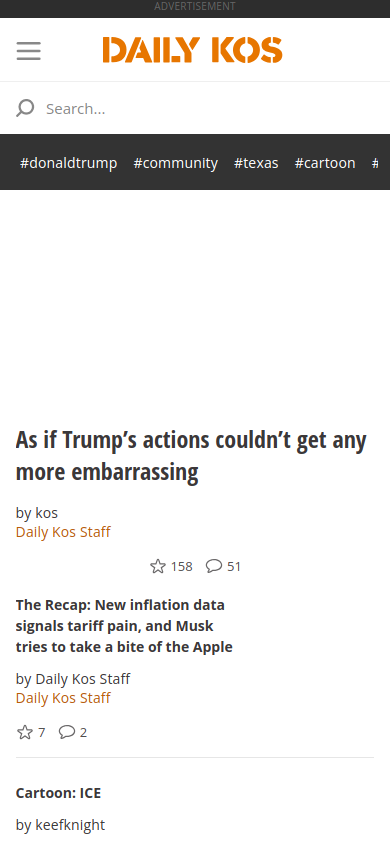 ADVERTISEMENT
DAILY KOS
Search...
#donaldtrump #community #texas #cartoon #
As if Trump’s actions couldn’t get any
more embarrassing
by kos
Daily Kos Staff
158 51
The Recap: New inflation data
signals tariff pain, and Musk
tries to take a bite of the Apple
by Daily Kos Staff
Daily Kos Staff
7 2
Cartoon: ICE
by keefknight